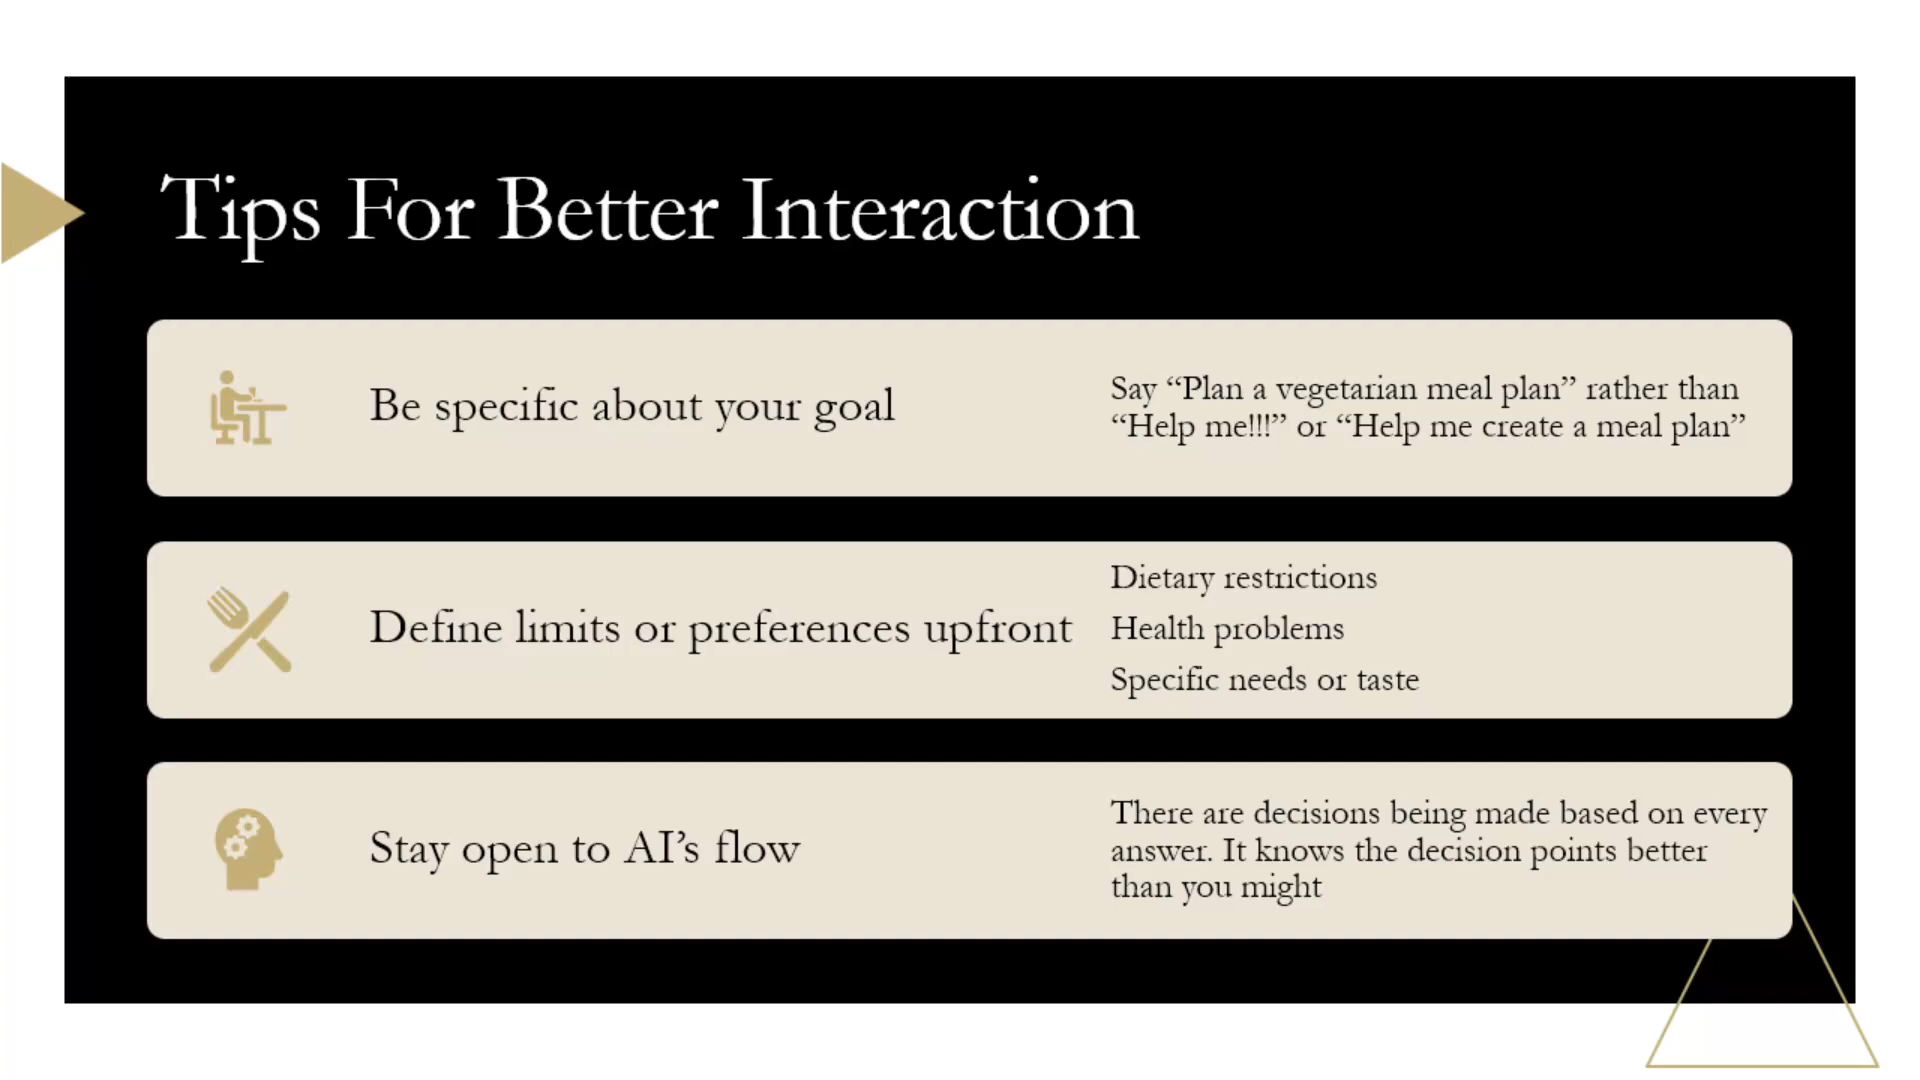 Tips For Better Interaction
Be specific about your goal
Say “Plan a vegetarian meal plan” rather than
“Help me!!!” or “Help me create a meal plan”
Define limits or preferences upfront
Dietary restrictions
Health problems
Specific needs or taste
Stay open to AI’s flow
There are decisions being made based on every
answer. It knows the decision points better
than you might